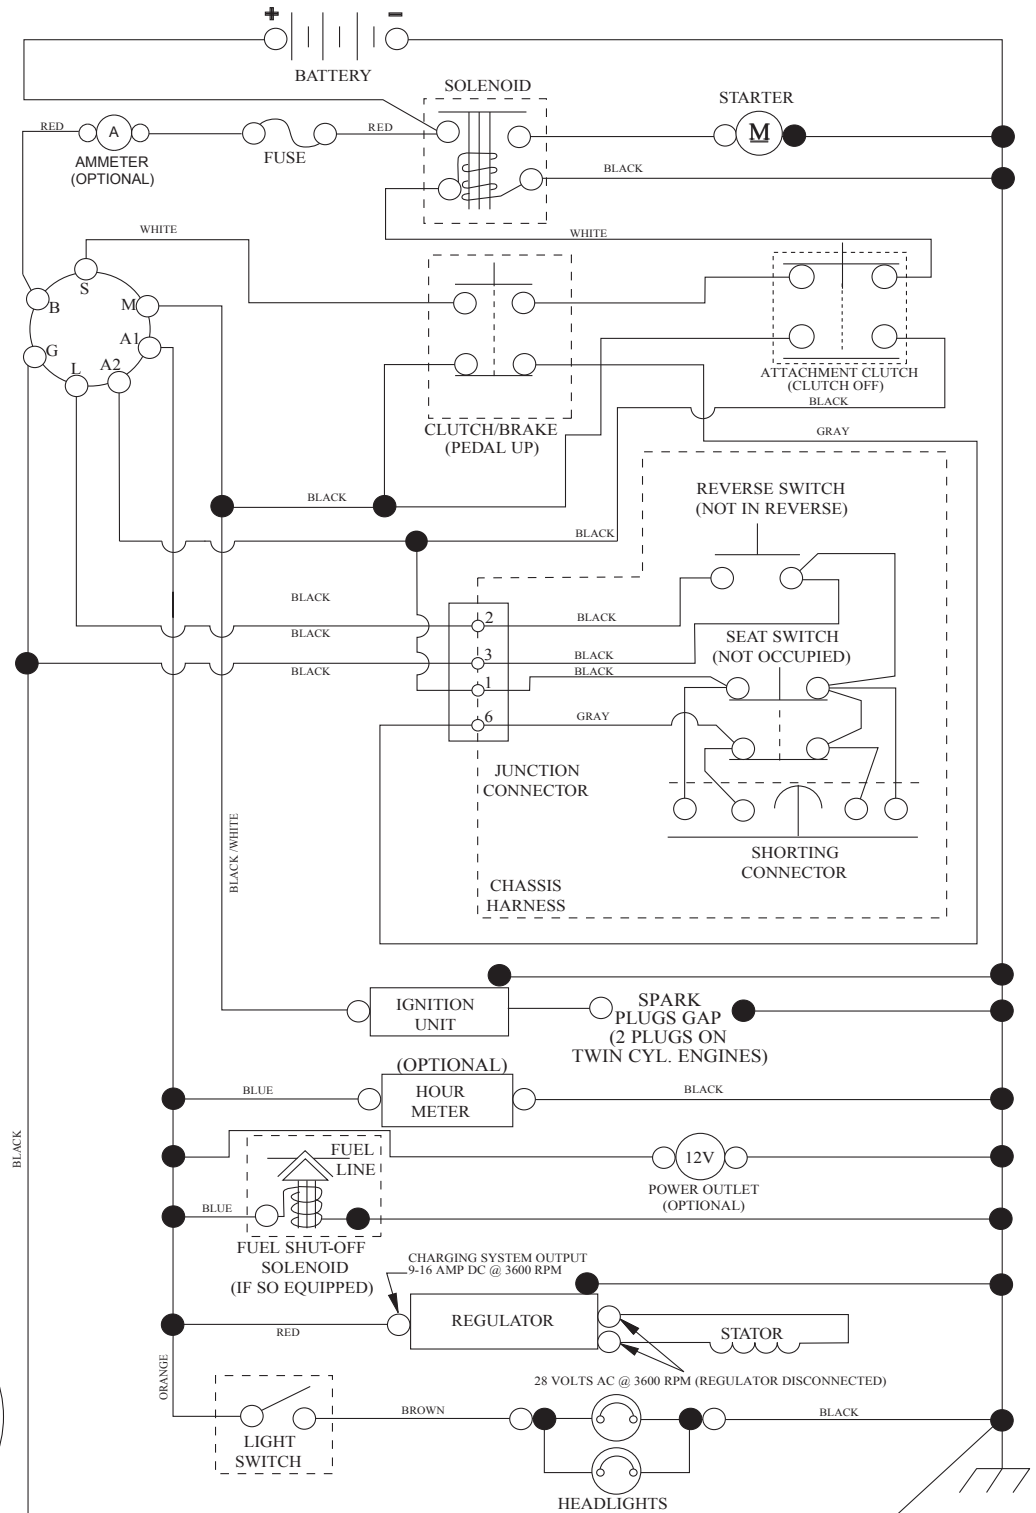 + −
BATTERY
SOLENOID
STARTER
RED
A
RED
M
FUSE
AMMETER
(OPTIONAL)
BLACK
WHITE
WHITE
S
B
M
A1
G
L
A2
ATTACHMENT CLUTCH
(CLUTCH OFF)
BLACK
CLUTCH/BRAKE
(PEDAL UP)
GRAY
REVERSE SWITCH
(NOT IN REVERSE)
BLACK
BLACK
BLACK
2
BLACK
BLACK
SEAT SWITCH
(NOT OCCUPIED)
3
BLACK
BLACK
BLACK
1
6
GRAY
JUNCTION
CONNECTOR
BLACK /WHITE
SHORTING
CONNECTOR
CHASSIS
HARNESS
IGNITION
UNIT
SPARK
PLUGS GAP
(2 PLUGS ON
TWIN CYL. ENGINES)
(OPTIONAL)
BLUE
HOUR
METER
BLACK
BLACK
FUEL
LINE
12V
POWER OUTLET
(OPTIONAL)
BLUE
FUEL SHUT-OFF
SOLENOID
(IF SO EQUIPPED)
CHARGING SYSTEM OUTPUT
9-16 AMP DC @ 3600 RPM
REGULATOR
STATOR
RED
28 VOLTS AC @ 3600 RPM (REGULATOR DISCONNECTED)
ORANGE
BROWN
BLACK
LIGHT
SWITCH
HEADLIGHTS